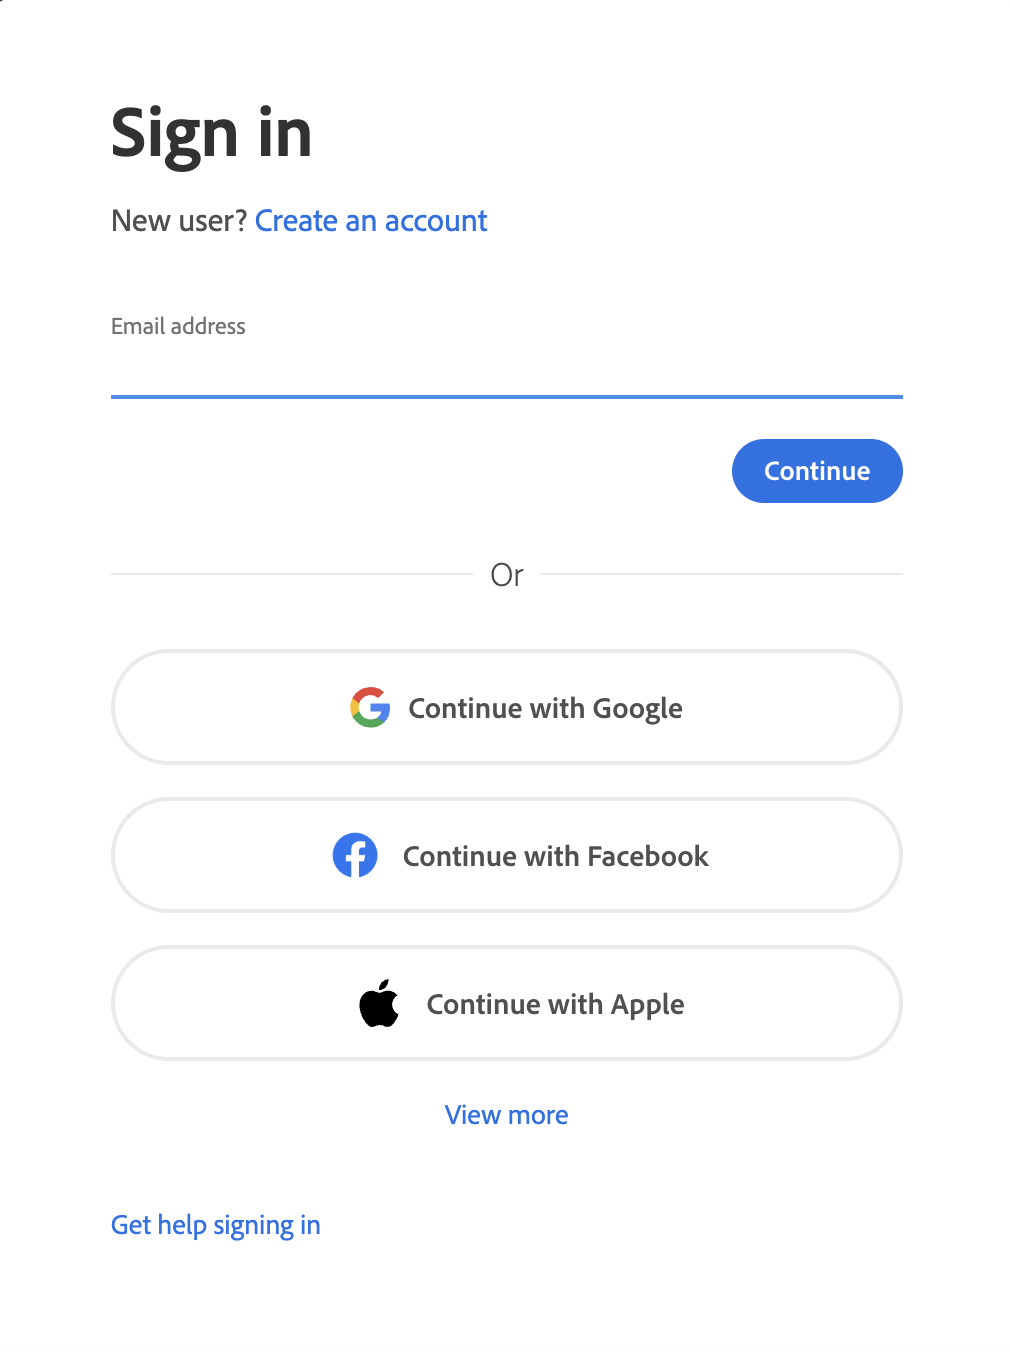 Sign in
New user? Create an account
Email address
Continue
Or
Continue with Google
Continue with Facebook
Continue with Apple
View more
Get help signing in